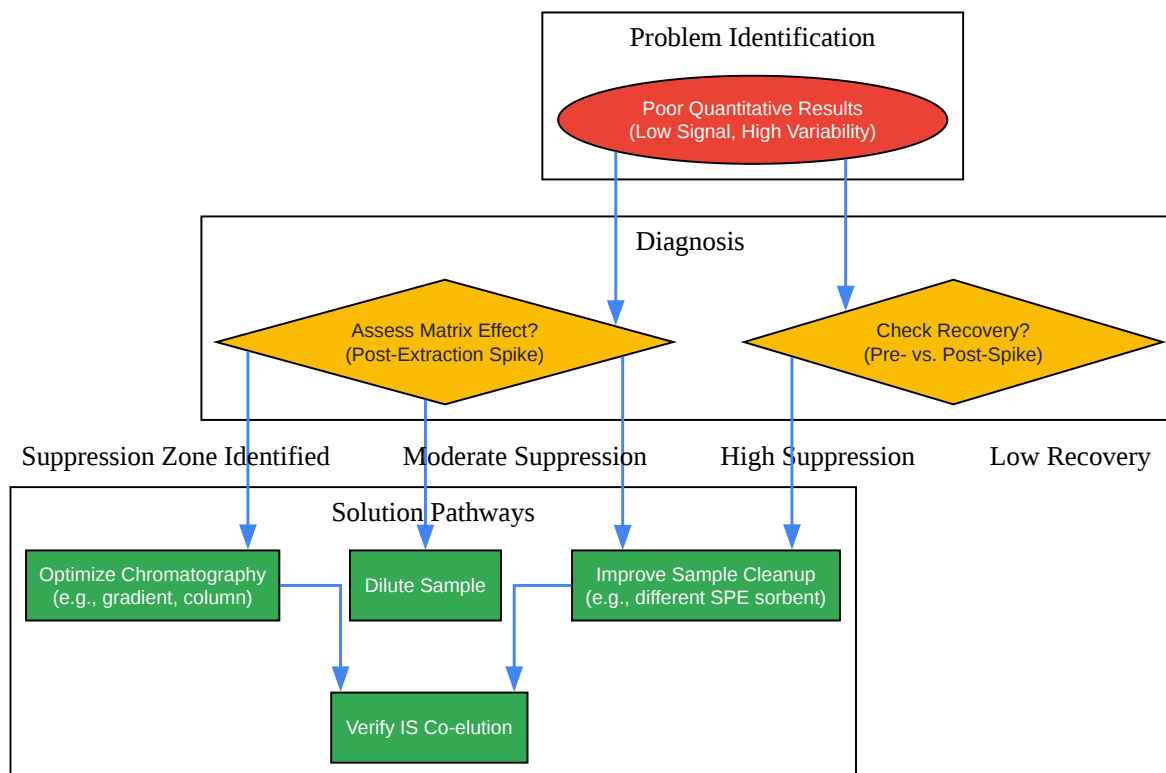 Problem Identification
Poor Quantitative Results
(Low Signal, High Variability)
Diagnosis
Assess Matrix Effect?
(Post-Extraction Spike)
Check Recovery?
(Pre- vs. Post-Spike)
Suppression Zone Identified
Moderate Suppression
High Suppression
Low Recovery
Solution Pathways
Optimize Chromatography
(e.g., gradient, column)
Dilute Sample
Improve Sample Cleanup
(e.g., different SPE sorbent)
Verify IS Co-elution